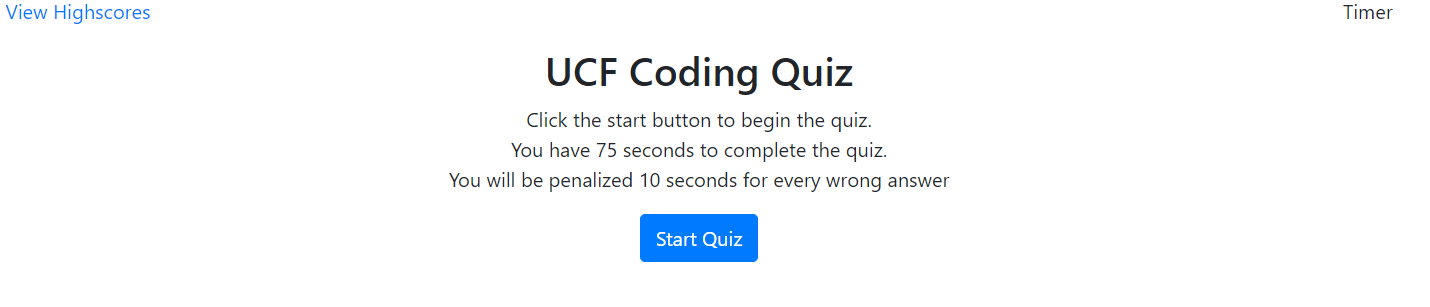 View Highscores
Timer
UCF Coding Quiz
Click the start button to begin the quiz.
You have 75 seconds to complete the quiz.
You will be penalized 10 seconds for every wrong answer
Start Quiz